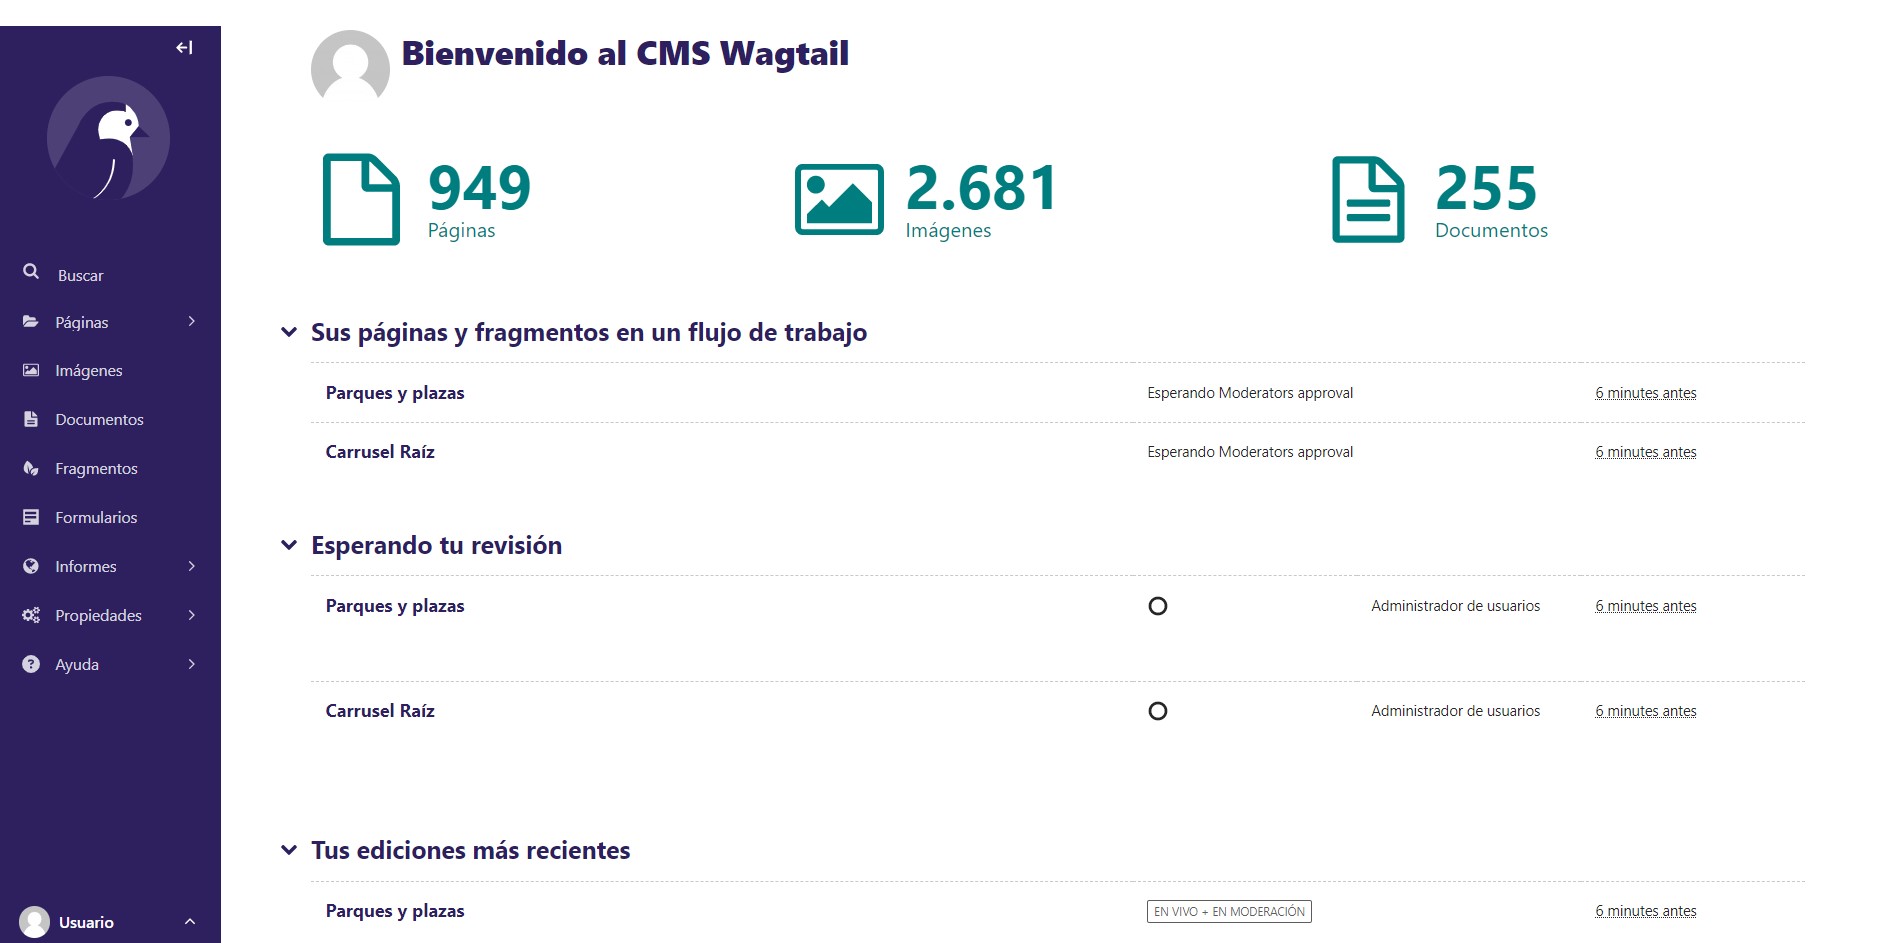 Bienvenido al CMS Wagtail
949
Páginas
2.681
Imágenes
255
Documentos
Buscar
Páginas
Imágenes
Documentos
Fragmentos
Formularios
Informes
Propiedades
Ayuda
Usuario
Sus páginas y fragmentos en un flujo de trabajo
Parques y plazas Esperando Moderators approval 6 minutes antes
Carrusel Raíz Esperando Moderators approval 6 minutes antes
Esperando tu revisión
Parques y plazas Administrador de usuarios 6 minutes antes
Carrusel Raíz Administrador de usuarios 6 minutes antes
Tus ediciones más recientes
Parques y plazas EN VIVO + EN MODERACIÓN 6 minutes antes